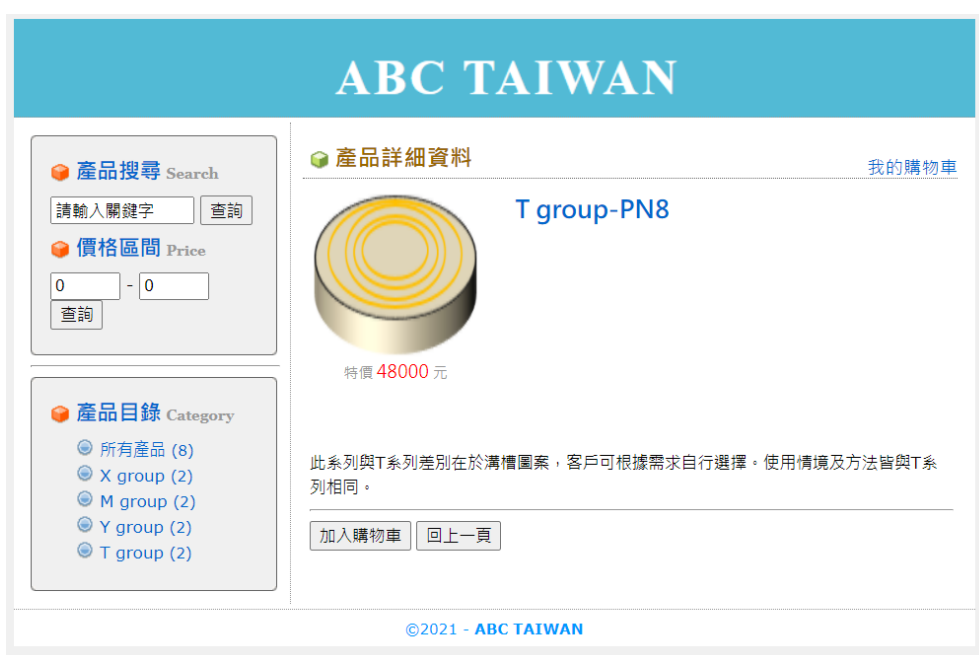 ABC TAIWAN
產品搜尋 Search
請輸入關鍵字 查詢
價格區間 Price
0 - 0
查詢
產品目錄 Category
所有產品 (8)
X group (2)
M group (2)
Y group (2)
T group (2)
產品詳細資料
我的購物車
T group-PN8
特價 48000 元
此系列與T系列差別在於溝槽圖案，客戶可根據需求自行選擇。使用情境及方法皆與T系
列相同。
加入購物車 回上一頁
©2021 - ABC TAIWAN